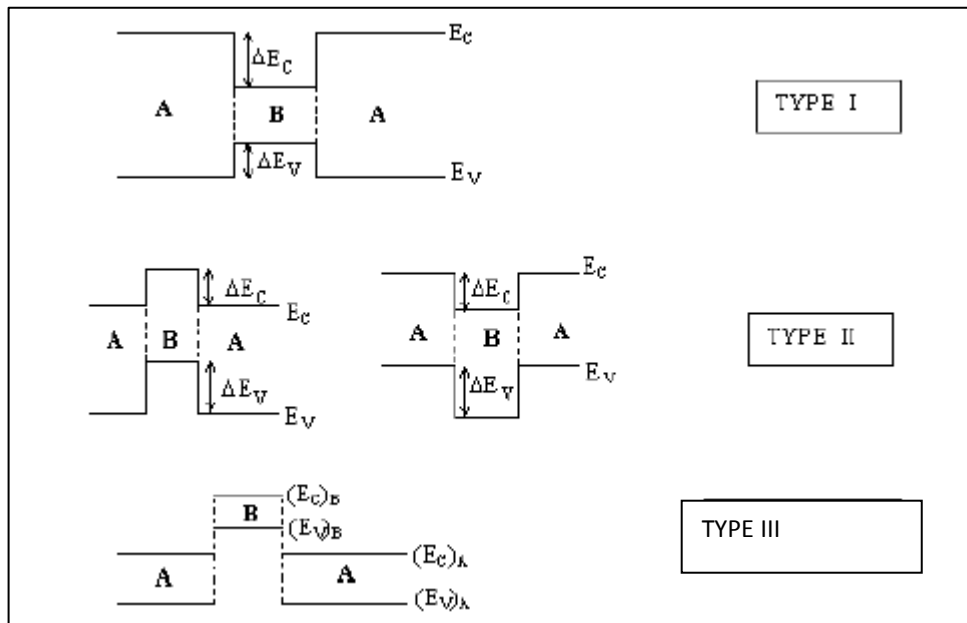 E_C
ΔE_C
A B A
TYPE I
ΔE_V
E_V
ΔE_C
E_C
A B A
ΔE_V
E_V
E_C
ΔE_C
A B A
E_V
ΔE_V
TYPE II
(E_C)_B
B
(E_V)_B
TYPE III
(E_C)_A
A A
(E_V)_A